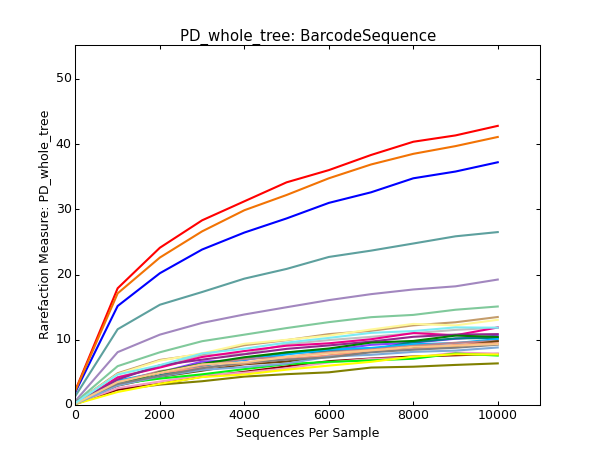 PD_whole_tree: BarcodeSequence
50
40
30
20
10
0
0 2000 4000 6000 8000 10000
Rarefaction Measure: PD_whole_tree
Sequences Per Sample